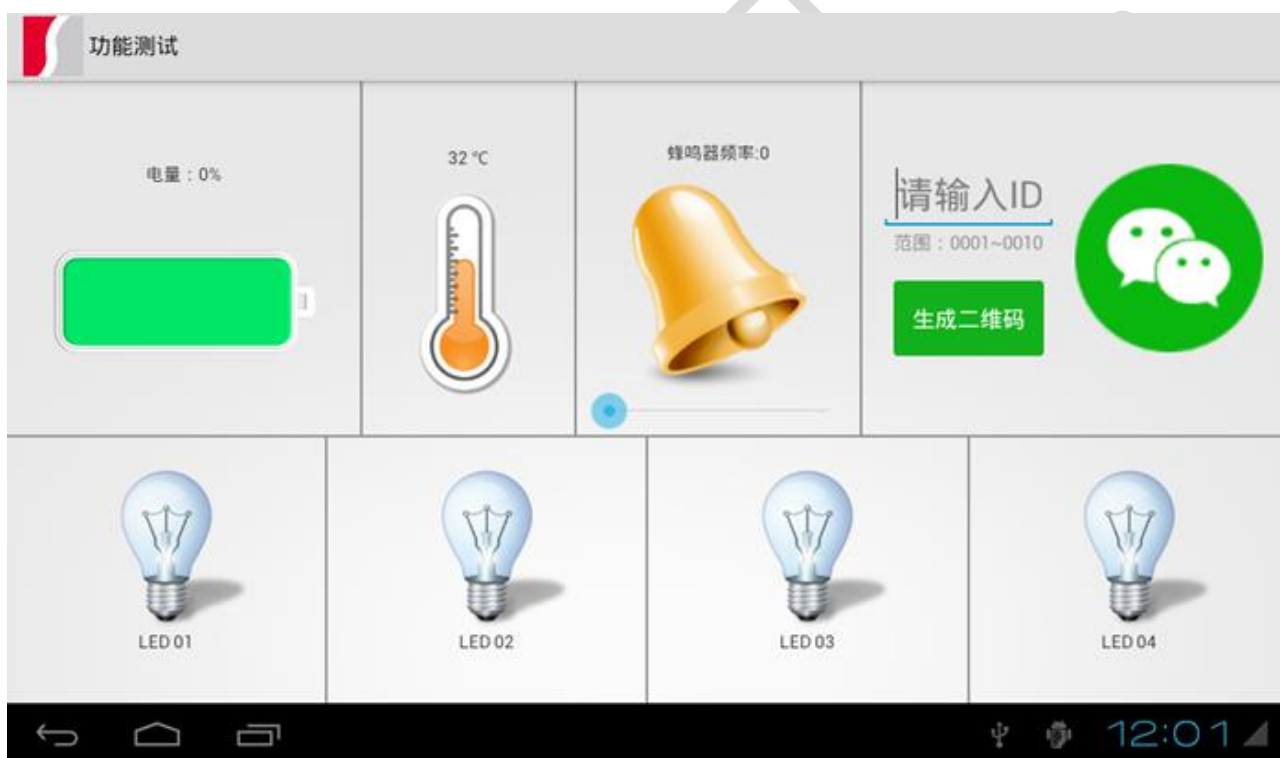 功能测试
电量：0%
32 ℃
蜂鸣器频率:0
请输入ID
范围：0001~0010
生成二维码
LED 01
LED 02
LED 03
LED 04
12:01